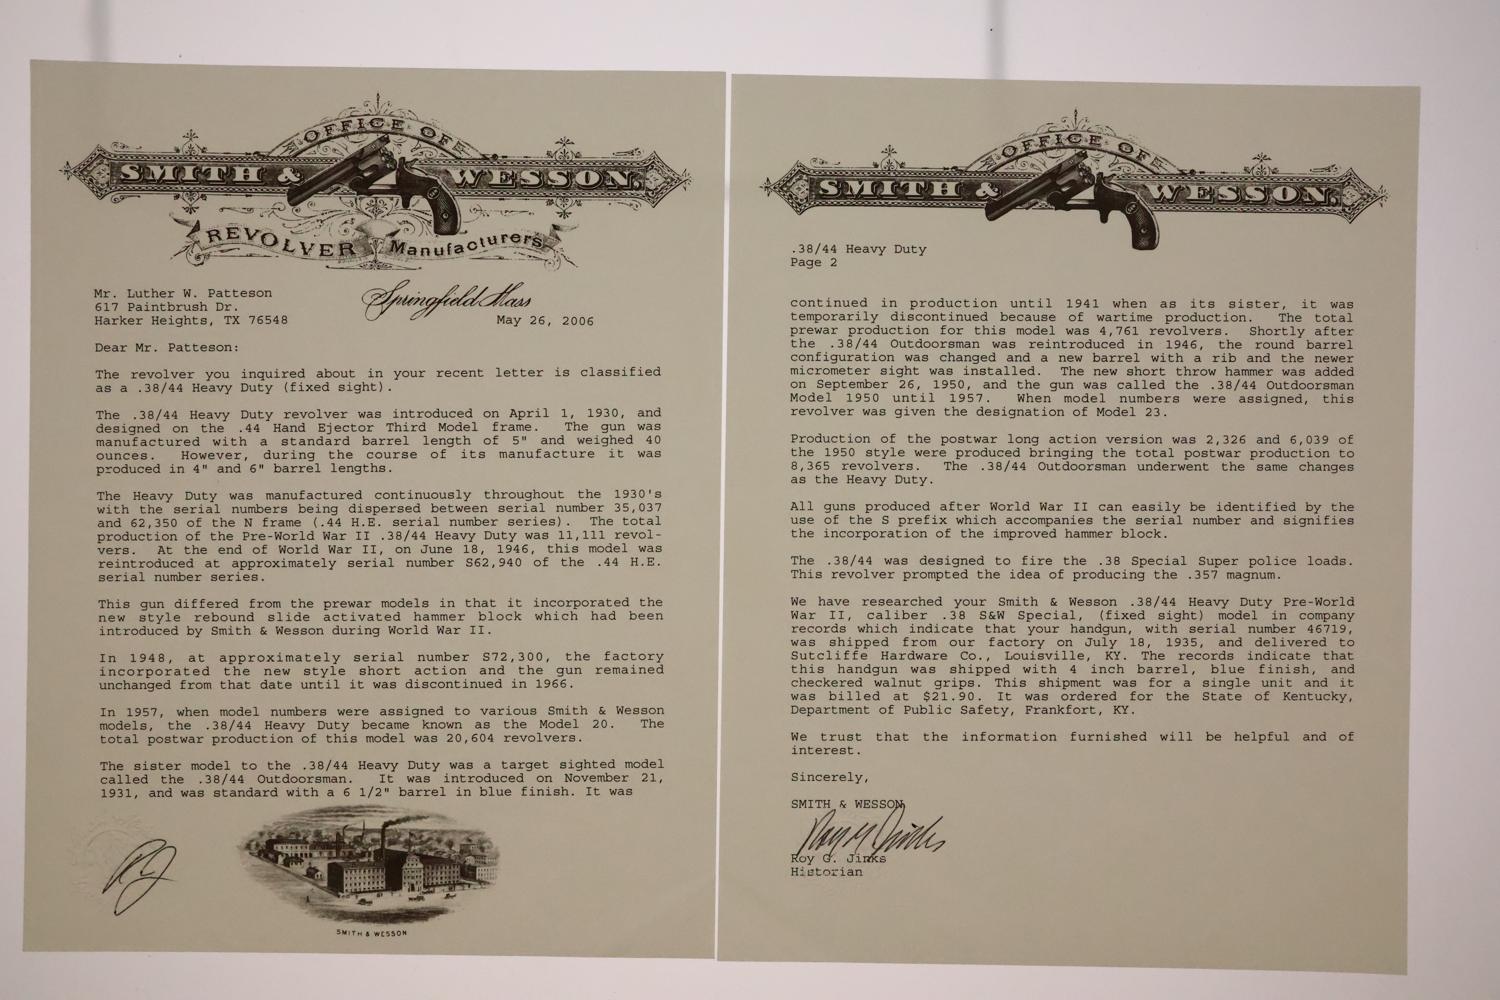 OFFICE OF
SMITH & WESSON.
REVOLVER Manufacturers
Mr. Luther W. Patteson
617 Paintbrush Dr.
Harker Heights, TX 76548
Springfield Mass
May 26, 2006
Dear Mr. Patteson:
The revolver you inquired about in your recent letter is classified
as a .38/44 Heavy Duty (fixed sight).
The .38/44 Heavy Duty revolver was introduced on April 1, 1930, and
designed on the .44 Hand Ejector Third Model frame. The gun was
manufactured with a standard barrel length of 5" and weighed 40
ounces. However, during the course of its manufacture it was
produced in 4" and 6" barrel lengths.
The Heavy Duty was manufactured continuously throughout the 1930's
with the serial numbers being dispersed between serial number 35,037
and 62,350 of the N frame (.44 H.E. serial number series). The total
production of the Pre-World War II .38/44 Heavy Duty was 11,111 revol-
vers. At the end of World War II, on June 18, 1946, this model was
reintroduced at approximately serial number S62,940 of the .44 H.E.
serial number series.
This gun differed from the prewar models in that it incorporated the
new style rebound slide activated hammer block which had been
introduced by Smith & Wesson during World War II.
In 1948, at approximately serial number S72,300, the factory
incorporated the new style short action and the gun remained
unchanged from that date until it was discontinued in 1966.
In 1957, when model numbers were assigned to various Smith & Wesson
models, the .38/44 Heavy Duty became known as the Model 20. The
total postwar production of this model was 20,604 revolvers.
The sister model to the .38/44 Heavy Duty was a target sighted model
called the .38/44 Outdoorsman. It was introduced on November 21,
1931, and was standard with a 6 1/2" barrel in blue finish. It was
SMITH & WESSON
OFFICE OF
SMITH & WESSON.
.38/44 Heavy Duty
Page 2
continued in production until 1941 when as its sister, it was
temporarily discontinued because of wartime production. The total
prewar production for this model was 4,761 revolvers. Shortly after
the .38/44 Outdoorsman was reintroduced in 1946, the round barrel
configuration was changed and a new barrel with a rib and the newer
micrometer sight was installed. The new short throw hammer was added
on September 26, 1950, and the gun was called the .38/44 Outdoorsman
Model 1950 until 1957. When model numbers were assigned, this
revolver was given the designation of Model 23.
Production of the postwar long action version was 2,326 and 6,039 of
the 1950 style were produced bringing the total postwar production to
8,365 revolvers. The .38/44 Outdoorsman underwent the same changes
as the Heavy Duty.
All guns produced after World War II can easily be identified by the
use of the S prefix which accompanies the serial number and signifies
the incorporation of the improved hammer block.
The .38/44 was designed to fire the .38 Special Super police loads.
This revolver prompted the idea of producing the .357 magnum.
We have researched your Smith & Wesson .38/44 Heavy Duty Pre-World
War II, caliber .38 S&W Special, (fixed sight) model in company
records which indicate that your handgun, with serial number 46719,
was shipped from our factory on July 18, 1935, and delivered to
Sutcliffe Hardware Co., Louisville, KY. The records indicate that
this handgun was shipped with 4 inch barrel, blue finish, and
checkered walnut grips. This shipment was for a single unit and it
was billed at $21.90. It was ordered for the State of Kentucky,
Department of Public Safety, Frankfort, KY.
We trust that the information furnished will be helpful and of
interest.
Sincerely,
SMITH & WESSON
Roy G. Jinks
Roy G. Jinks
Historian